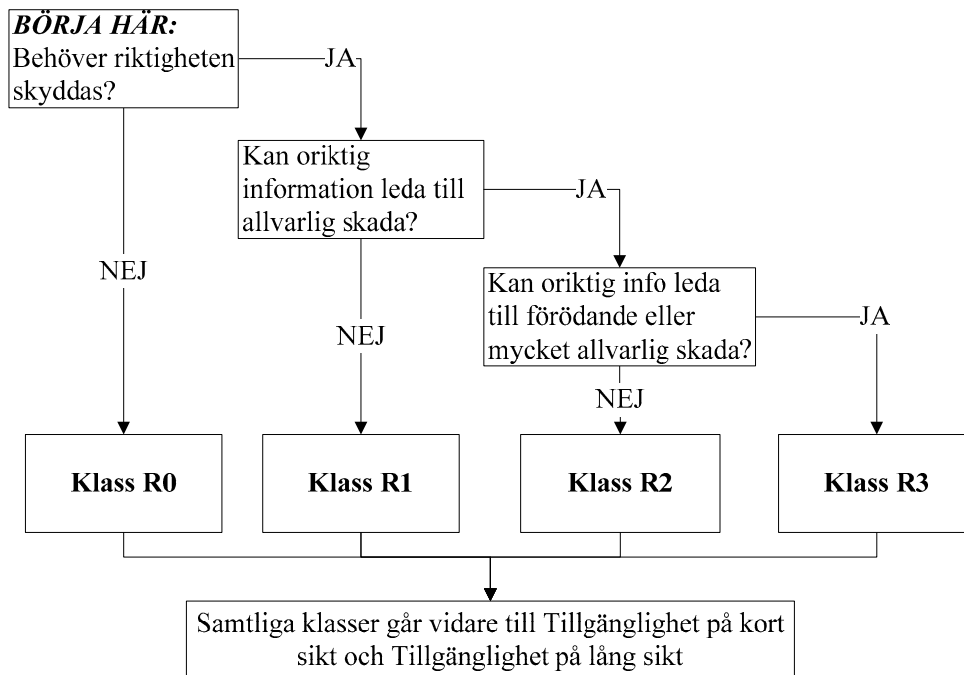 BÖRJA HÄR:
Behöver riktigheten
skyddas?
JA
Kan oriktig
information leda till
allvarlig skada?
JA
NEJ
Kan oriktig info leda
till förödande eller
mycket allvarlig skada?
JA
NEJ
NEJ
Klass R0
Klass R1
Klass R2
Klass R3
Samtliga klasser går vidare till Tillgänglighet på kort
sikt och Tillgänglighet på lång sikt